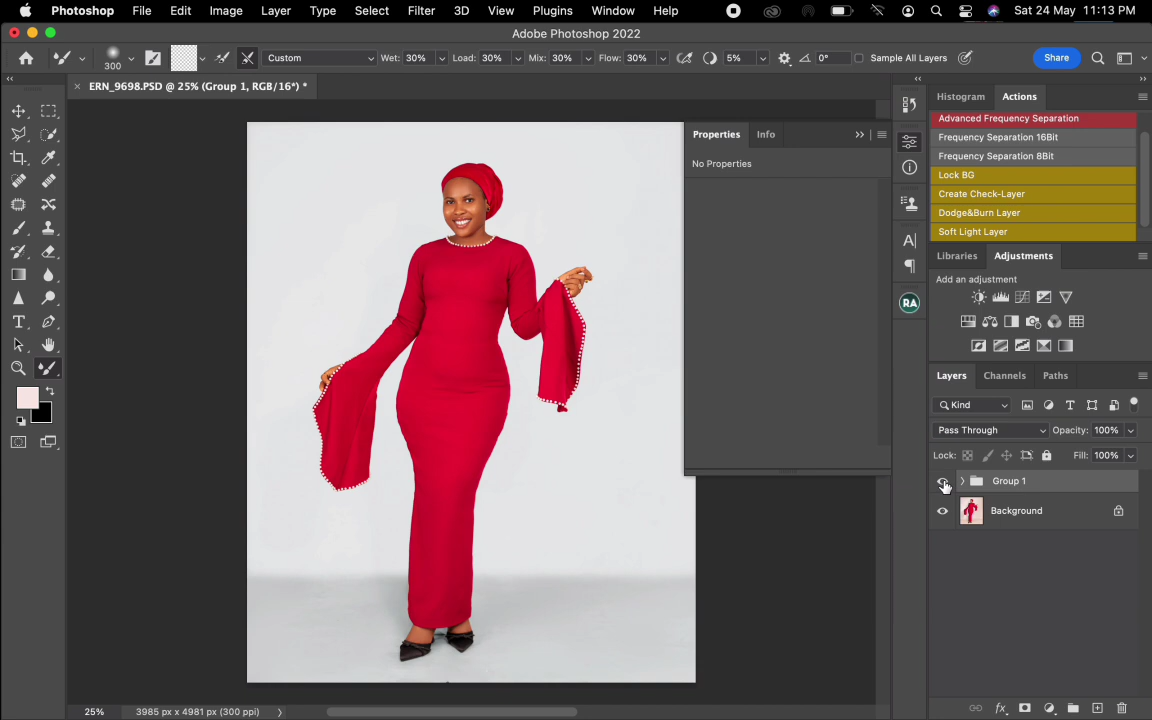 Photoshop File Edit Image Layer Type Select Filter 3D View Plugins Window Help Sat 24 May 11:13 PM
Adobe Photoshop 2022
300 Custom Wet: 30% Load: 30% Mix: 30% Flow: 30% 5% 0° Sample All Layers Share
ERN_9698.PSD @ 25% (Group 1, RGB/16*) *
Histogram Actions
Advanced Frequency Separation
Frequency Separation 16Bit
Frequency Separation 8Bit
Lock BG
Create Check-Layer
Dodge&Burn Layer
Soft Light Layer
Properties Info
No Properties
Libraries Adjustments
Add an adjustment
RA
Layers Channels Paths
Kind
Pass Through Opacity: 100%
Lock: Fill: 100%
Group 1
Background
25% 3985 px x 4981 px (300 ppi)